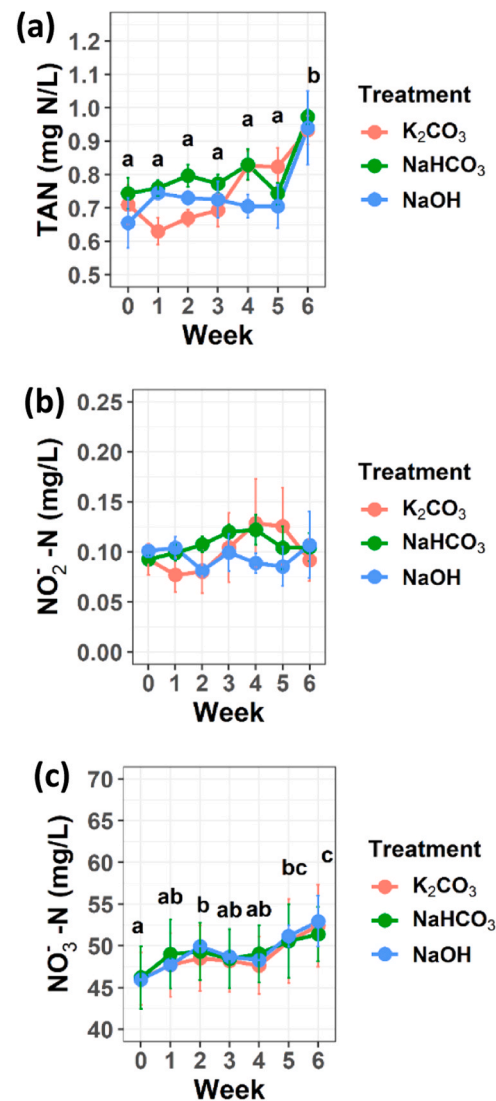 (a)
TAN (mg N/L)
1.2
1.1
1.0
0.9
0.8
0.7
0.6
0.5
a a a a a a b
0 1 2 3 4 5 6
Week
Treatment
K₂CO₃
NaHCO₃
NaOH
(b)
NO₂⁻-N (mg/L)
0.25
0.20
0.15
0.10
0.05
0.00
0 1 2 3 4 5 6
Week
Treatment
K₂CO₃
NaHCO₃
NaOH
(c)
NO₃⁻-N (mg/L)
70
65
60
55
50
45
40
a ab b ab ab bc c
0 1 2 3 4 5 6
Week
Treatment
K₂CO₃
NaHCO₃
NaOH